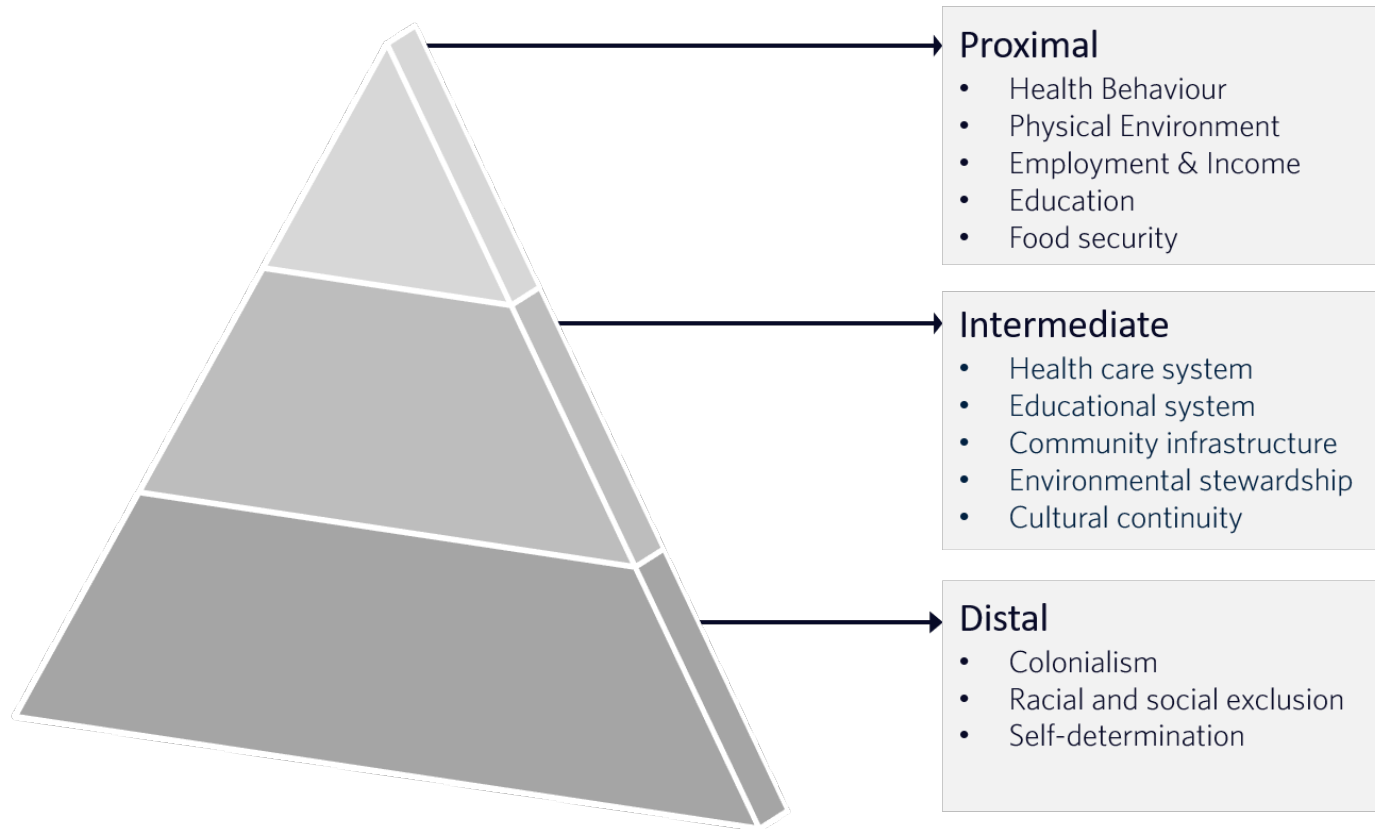 Proximal
• Health Behaviour
• Physical Environment
• Employment & Income
• Education
• Food security
Intermediate
• Health care system
• Educational system
• Community infrastructure
• Environmental stewardship
• Cultural continuity
Distal
• Colonialism
• Racial and social exclusion
• Self-determination